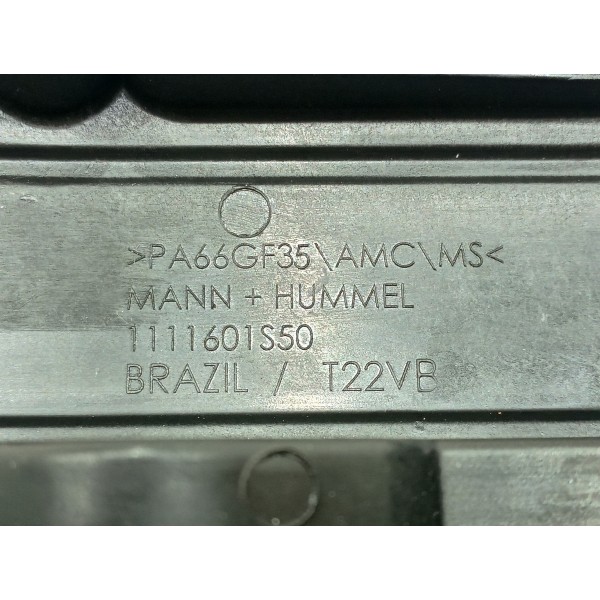 >PA66GF35\AMC\MS<
MANN + HUMMEL
1111601S50
BRAZIL / T22VB